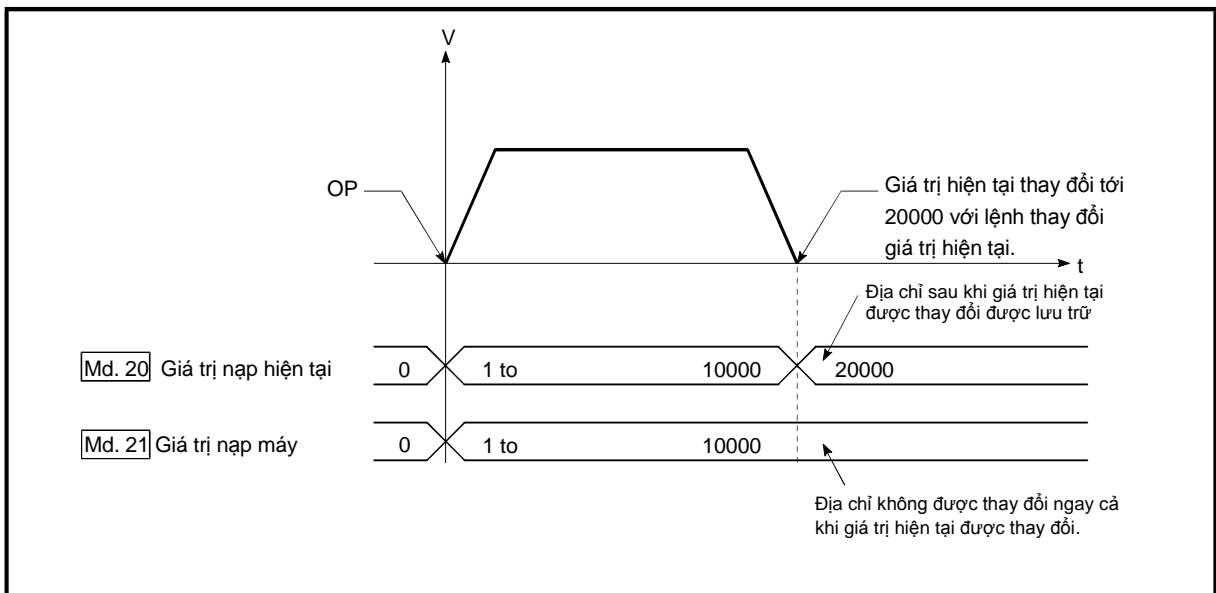 V
OP
Giá trị hiện tại thay đổi tới
20000 với lệnh thay đổi
giá trị hiện tại.
t
Địa chỉ sau khi giá trị hiện tại
được thay đổi được lưu trữ
Md. 20 Giá trị nạp hiện tại 0 1 to 10000 20000
Md. 21 Giá trị nạp máy 0 1 to 10000
Địa chỉ không được thay đổi ngay cả
khi giá trị hiện tại được thay đổi.